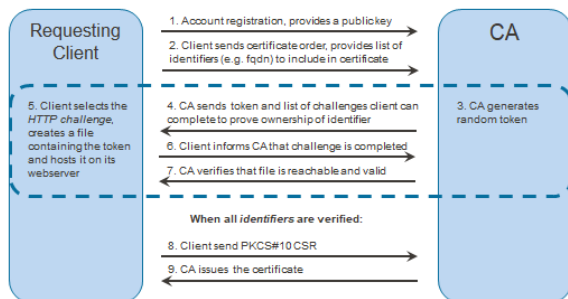 Requesting
Client
1. Account registration, provides a publickey
2. Client sends certificate order, provides list of
identifiers (e.g. fqdn) to include in certificate
CA
5. Client selects the
HTTP challenge,
creates a file
containing the token
and hosts it on its
webserver
4. CA sends token and list of challenges client can
complete to prove ownership of identifier
6. Client informs CA that challenge is completed
7. CA verifies that file is reachable and valid
3. CA generates
random token
When all identifiers are verified:
8. Client send PKCS#10 CSR
9. CA issues the certificate